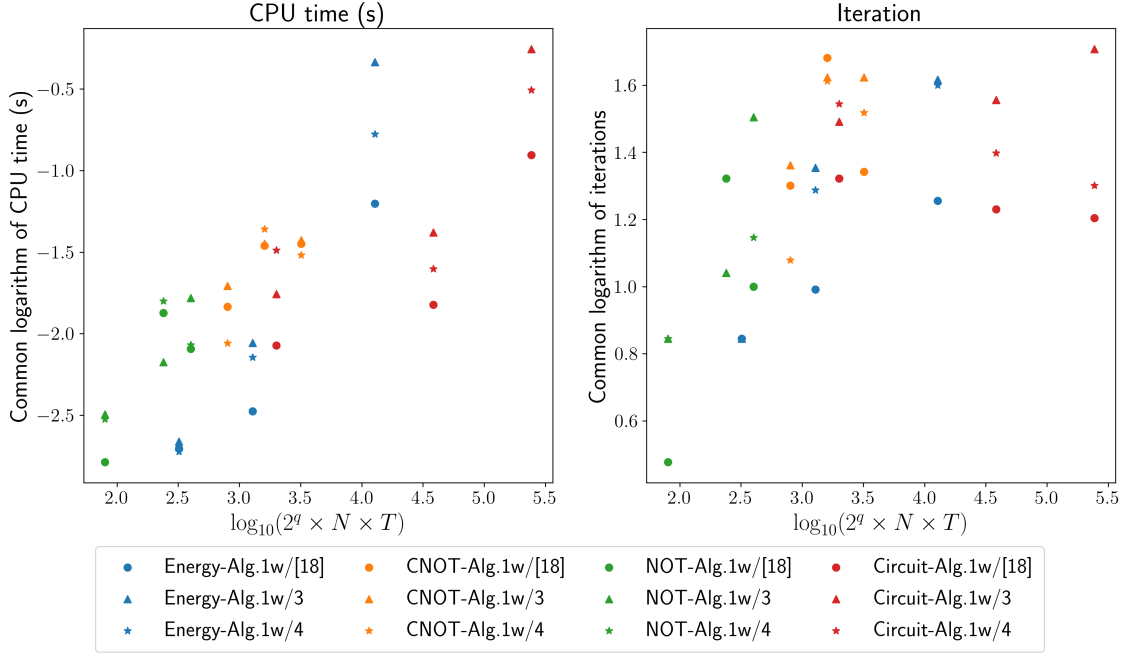 CPU time (s)
Iteration
Common logarithm of CPU time (s)
−0.5
−1.0
−1.5
−2.0
−2.5
2.0 2.5 3.0 3.5 4.0 4.5 5.0 5.5
log₁₀(2^q × N × T)
Common logarithm of iterations
1.6
1.4
1.2
1.0
0.8
0.6
2.0 2.5 3.0 3.5 4.0 4.5 5.0 5.5
log₁₀(2^q × N × T)
Energy-Alg.1w/[18] CNOT-Alg.1w/[18] NOT-Alg.1w/[18] Circuit-Alg.1w/[18]
Energy-Alg.1w/3 CNOT-Alg.1w/3 NOT-Alg.1w/3 Circuit-Alg.1w/3
Energy-Alg.1w/4 CNOT-Alg.1w/4 NOT-Alg.1w/4 Circuit-Alg.1w/4